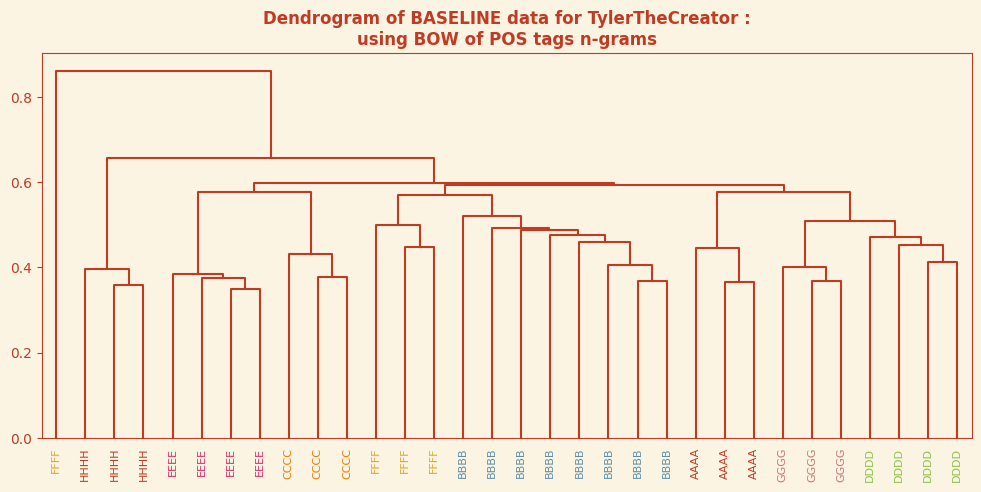 Dendrogram of BASELINE data for TylerTheCreator :
using BOW of POS tags n-grams
0.8
0.6
0.4
0.2
0.0
FFFF HHHH HHHH HHHH EEEE EEEE EEEE EEEE CCCC CCCC CCCC FFFF FFFF FFFF BBBB BBBB BBBB BBBB BBBB BBBB BBBB BBBB AAAA AAAA AAAA GGGG GGGG GGGG DDDD DDDD DDDD DDDD